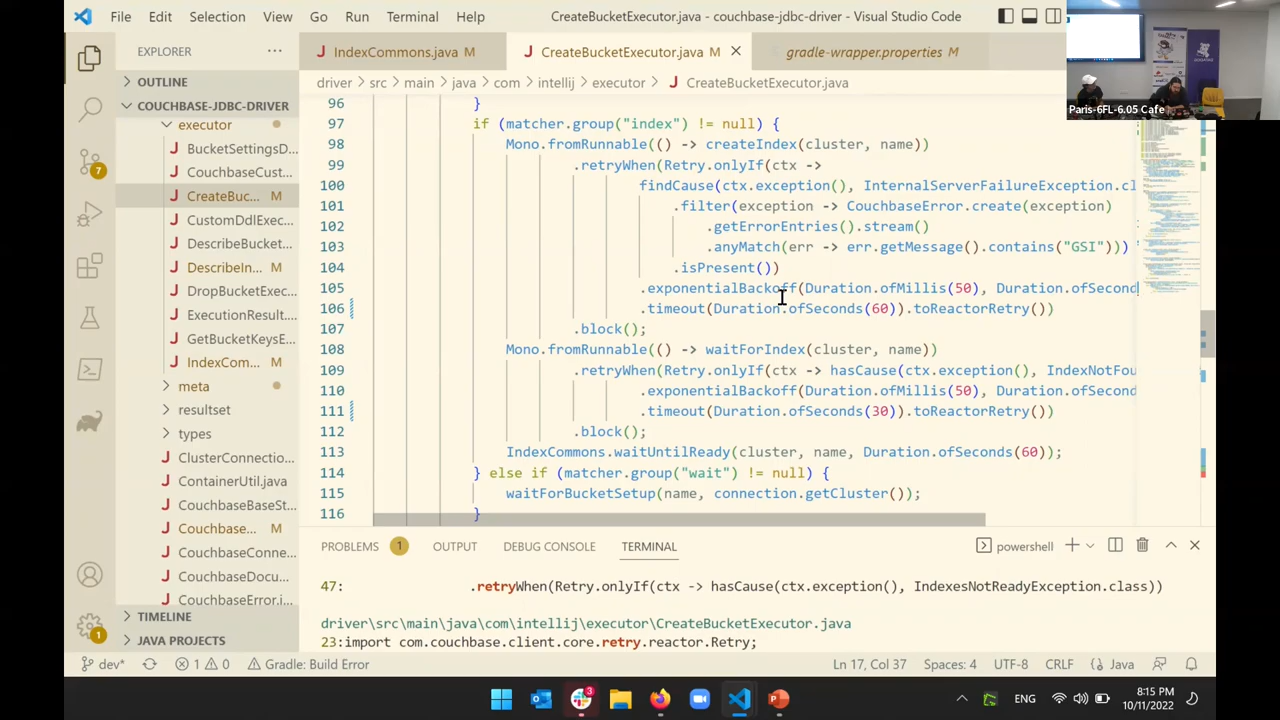 File Edit Selection View Go Run Terminal Help
CreateBucketExecutor.java - couchbase-jdbc-driver - Visual Studio Code
EXPLORER
OUTLINE
COUCHBASE-JDBC-DRIVER
executor
BucketSettingsD...
CouchbaseCust...
CreateBuc... M
CustomDdlExec...
DescribeBucket...
DescribeIn... M
DropBucketExe...
ExecutionResult...
GetBucketKeysE...
IndexCom... M
meta
resultset
types
ClusterConnectio...
ContainerUtil.java
CouchbaseBaseSt...
Couchbase... M
CouchbaseConne...
CouchbaseDocu...
CouchbaseError.j...
TIMELINE
JAVA PROJECTS
7
1
IndexCommons.java M
CreateBucketExecutor.java M
gradle-wrapper.properties M
driver > src > main > java > com > intellij > executor > CreateBucketExecutor.java
96 }
97 if (matcher.group("index") != null) {
98 Mono.fromRunnable(() -> createIndex(cluster, name))
99 .retryWhen(Retry.onlyIf(ctx ->
100 findCause(ctx.exception(), InternalServerFailureException.cl
101 .filter(exception -> CouchbaseError.create(exception)
102 .getErrorEntries().stream()
103 .anyMatch(err -> err.getMessage().contains("GSI")))
104 .isPresent())
105 .exponentialBackoff(Duration.ofMillis(50), Duration.ofSecond
106 .timeout(Duration.ofSeconds(60)).toReactorRetry())
107 .block();
108 Mono.fromRunnable(() -> waitForIndex(cluster, name))
109 .retryWhen(Retry.onlyIf(ctx -> hasCause(ctx.exception(), IndexNotFou
110 .exponentialBackoff(Duration.ofMillis(50), Duration.ofSecond
111 .timeout(Duration.ofSeconds(30)).toReactorRetry())
112 .block();
113 IndexCommons.waitUntilReady(cluster, name, Duration.ofSeconds(60));
114 } else if (matcher.group("wait") != null) {
115 waitForBucketSetup(name, connection.getCluster());
116 }
PROBLEMS 1 OUTPUT DEBUG CONSOLE TERMINAL
powershell
47: .retryWhen(Retry.onlyIf(ctx -> hasCause(ctx.exception(), IndexesNotReadyException.class))
driver\src\main\java\com\intellij\executor\CreateBucketExecutor.java
23:import com.couchbase.client.core.retry.reactor.Retry;
dev* 1 0 Gradle: Build Error
Ln 17, Col 37 Spaces: 4 UTF-8 CRLF {} Java
3
ENG
8:15 PM
10/11/2022
Paris-6FL-6.05 Cafe